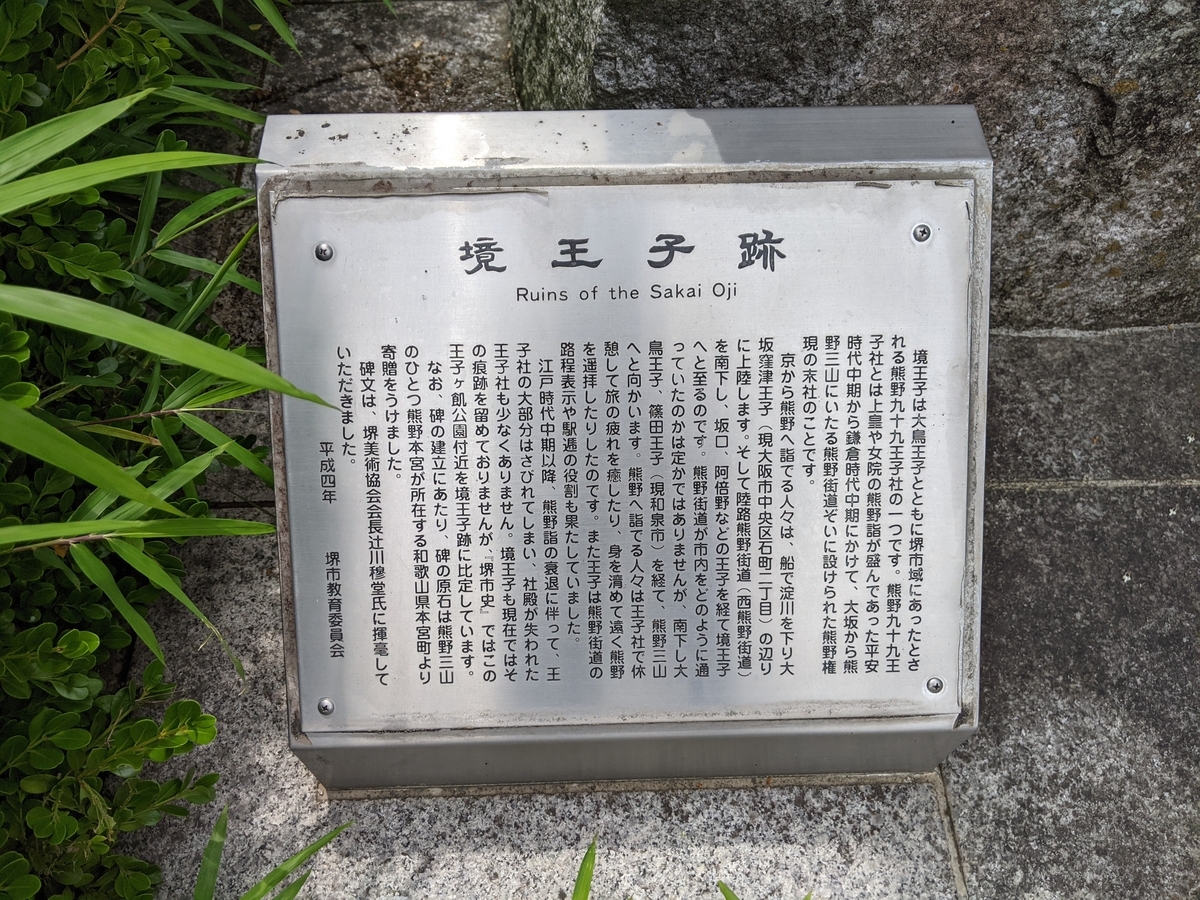 境王子跡
Ruins of the Sakai Oji
境王子は大鳥王子とともに堺市域にあったとさ
れる熊野九十九王子社の一つです。熊野九十九王
子社とは上皇や女院の熊野詣が盛んであった平安
時代中期から鎌倉時代中期にかけて、大坂から熊
野三山にいたる熊野街道ぞいに設けられた熊野権
現の末社のことです。
京から熊野へ詣でる人々は、船で淀川を下り大
坂窪津王子（現大阪市中央区石町二丁目）の辺り
に上陸します。そして陸路熊野街道（西熊野街道）
を南下し、坂口、阿倍野などの王子を経て境王子
へと至るのです。熊野街道が市内をどのように通
っていたのかは定かではありませんが、南下し大
鳥王子、篠田王子（現和泉市）を経て、熊野三山
へと向かいます。熊野へ詣でる人々は王子社で休
憩して旅の疲れを癒したり、身を清めて遠く熊野
を遥拝したりしたのです。また王子は熊野街道の
路程表示や駅逓の役割も果たしていました。
江戸時代中期以降、熊野詣の衰退に伴って、王
子社の大部分はさびれてしまい、社殿が失われた
王子社も少なくありません。境王子も現在ではそ
の痕跡を留めておりませんが、『堺市史』ではこの
王子ヶ飢公園付近を境王子跡に比定しています。
なお、碑の建立にあたり、碑の原石は熊野三山
のひとつ熊野本宮が所在する和歌山県本宮町より
寄贈をうけました。
碑文は、堺美術協会会長辻川穆堂氏に揮毫して
いただきました。
平成四年　堺市教育委員会